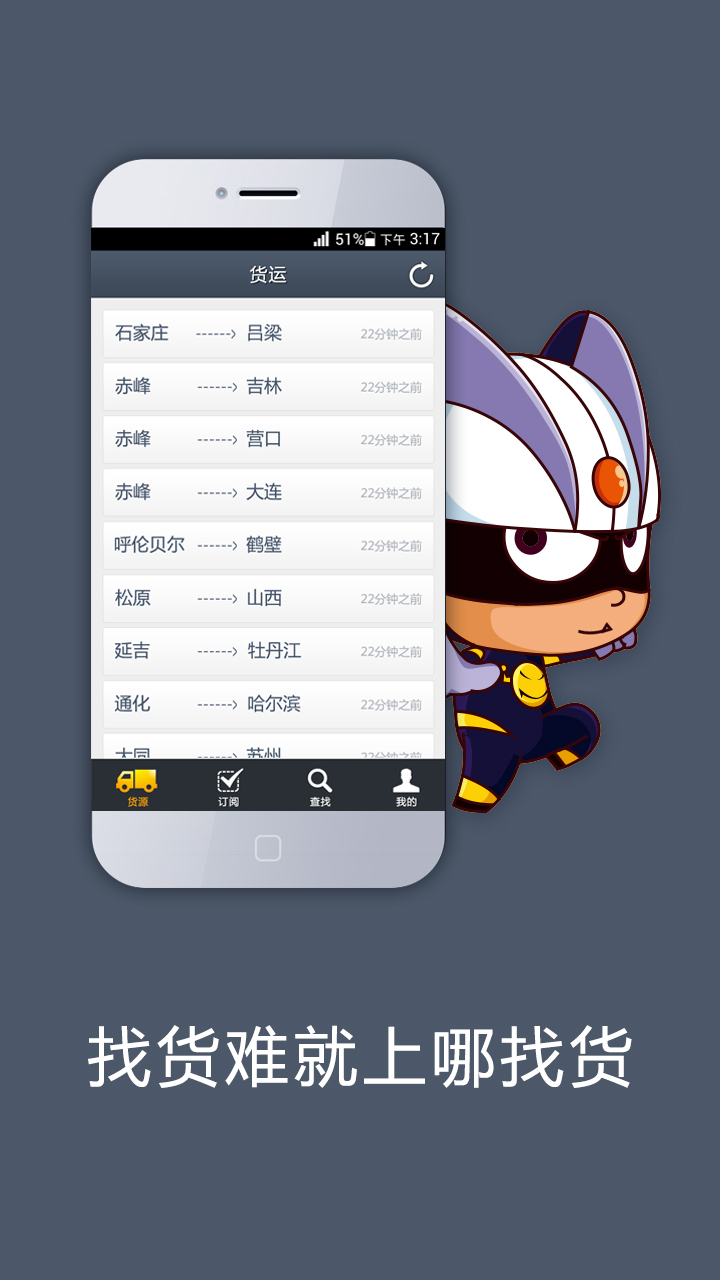 51% 下午 3:17
货运
石家庄 ------> 吕梁 22分钟之前
赤峰 ------> 吉林 22分钟之前
赤峰 ------> 营口 22分钟之前
赤峰 ------> 大连 22分钟之前
呼伦贝尔 ------> 鹤壁 22分钟之前
松原 ------> 山西 22分钟之前
延吉 ------> 牡丹江 22分钟之前
通化 ------> 哈尔滨 22分钟之前
大同 ------> 苏州 22分钟之前
货源 订阅 查找 我的
找货难就上哪找货